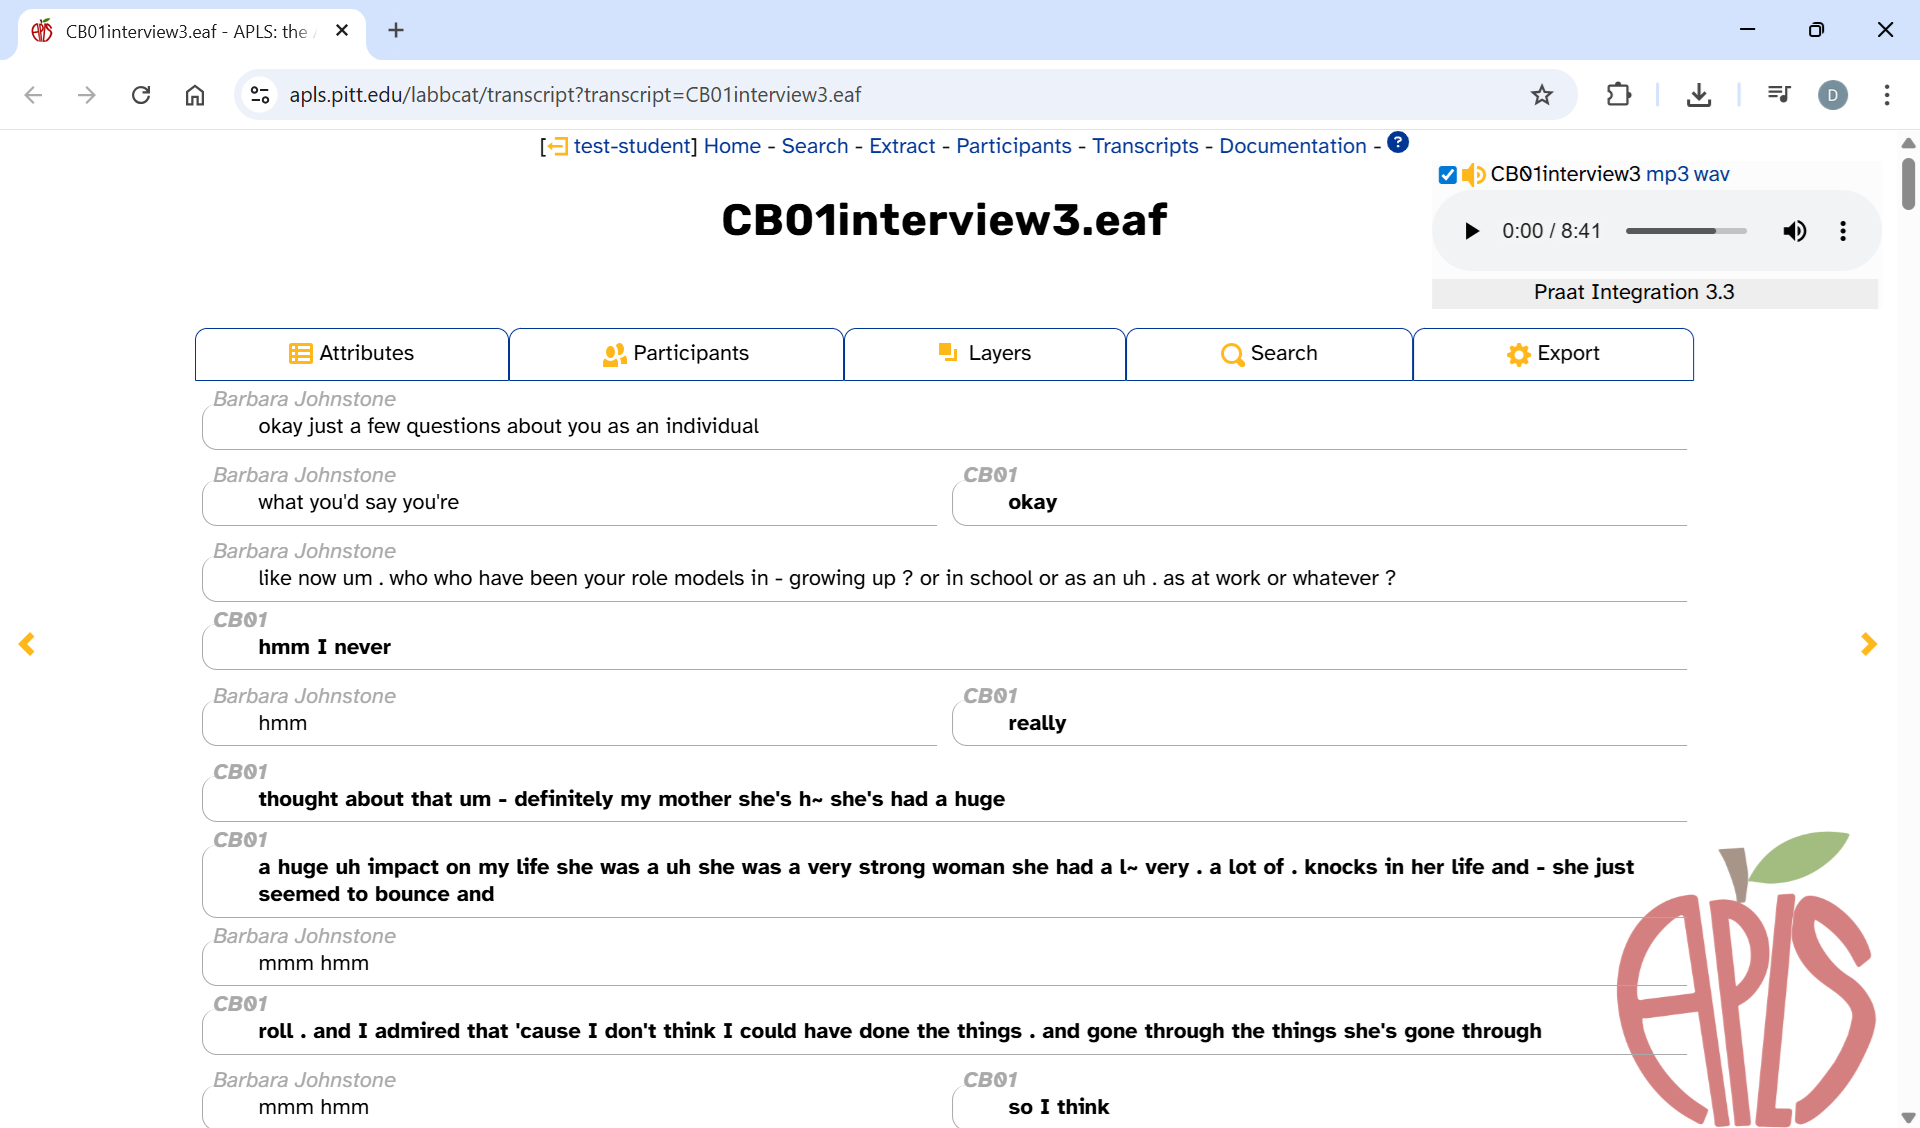 CB01interview3.eaf - APLS: the
apls.pitt.edu/labbcat/transcript?transcript=CB01interview3.eaf
D
[test-student] Home - Search - Extract - Participants - Transcripts - Documentation - ?
CB01interview3 mp3 wav
CB01interview3.eaf
0:00 / 8:41
Praat Integration 3.3
Attributes
Participants
Layers
Search
Export
Barbara Johnstone
okay just a few questions about you as an individual
Barbara Johnstone
what you'd say you're
CB01
okay
Barbara Johnstone
like now um . who who have been your role models in - growing up ? or in school or as an uh . as at work or whatever ?
CB01
hmm I never
Barbara Johnstone
hmm
CB01
really
CB01
thought about that um - definitely my mother she's h~ she's had a huge
CB01
a huge uh impact on my life she was a uh she was a very strong woman she had a l~ very . a lot of . knocks in her life and - she just
seemed to bounce and
Barbara Johnstone
mmm hmm
CB01
roll . and I admired that 'cause I don't think I could have done the things . and gone through the things she's gone through
Barbara Johnstone
mmm hmm
CB01
so I think
APLS